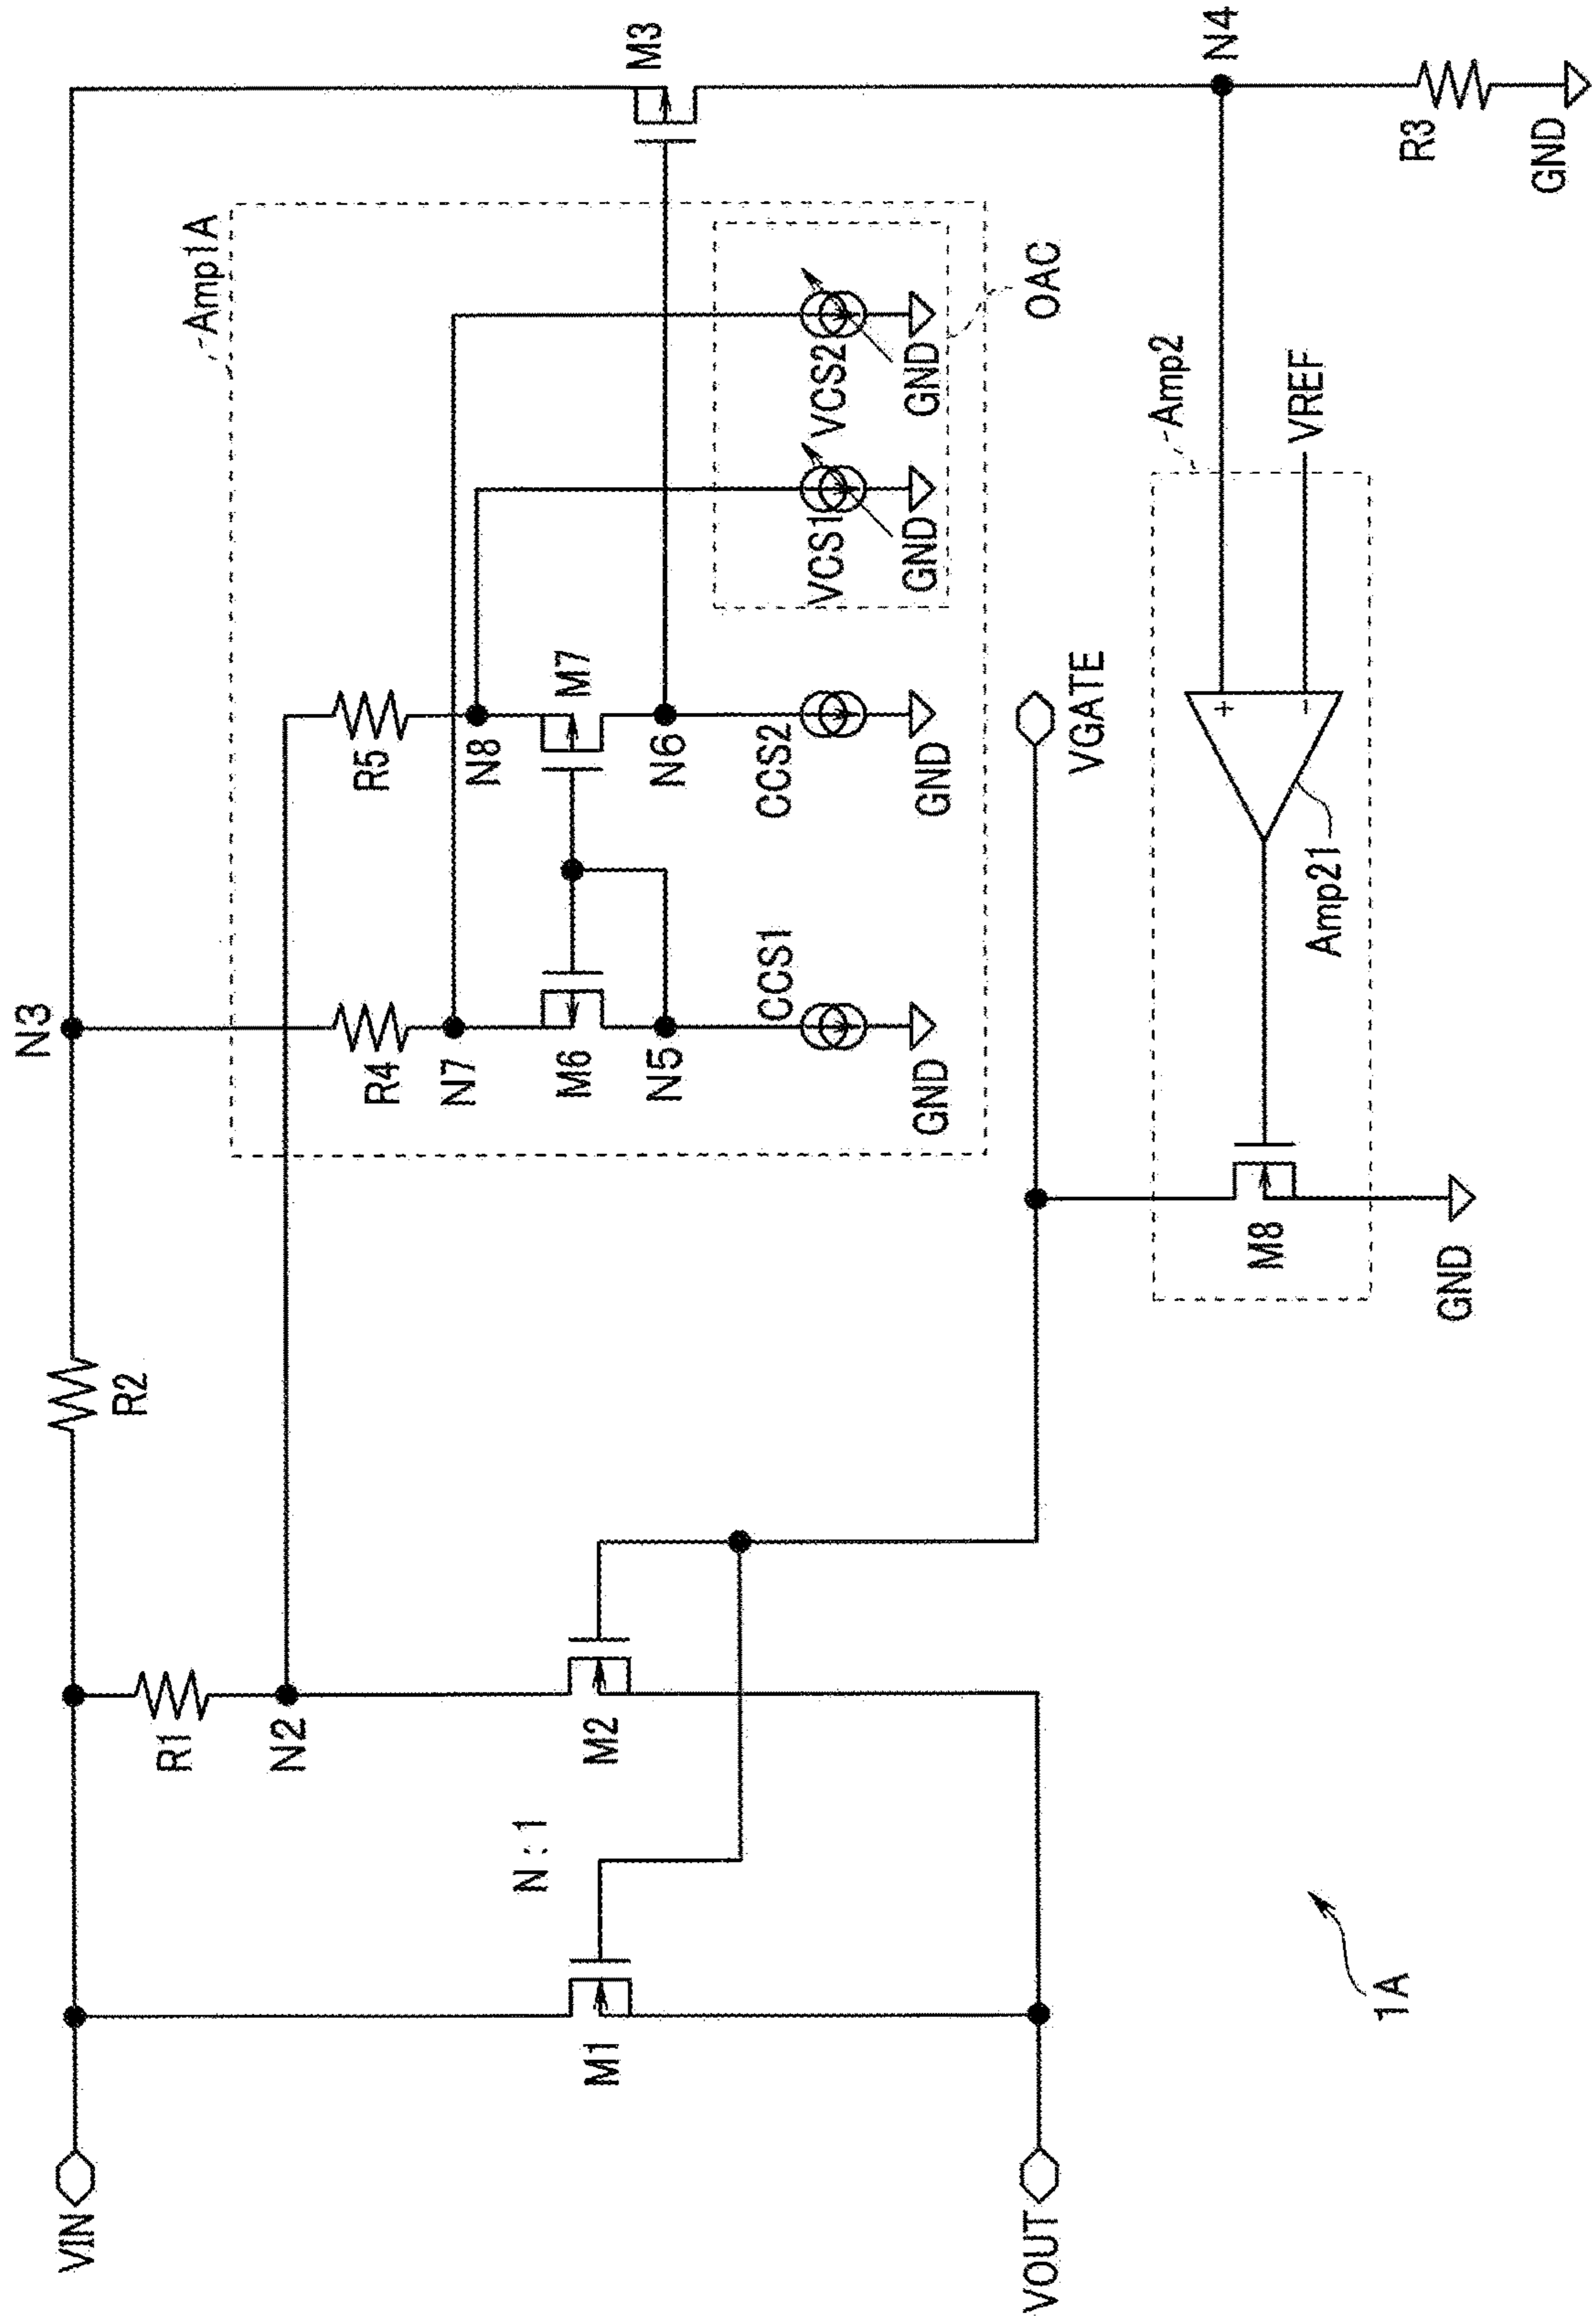 VIN
VOUT
M1
N : 1
M2
R1
N2
R2
N3
Amp1A
R4
N7
M6
N5
CCS1
GND
R5
N8
M7
N6
CCS2
GND
VCS1
GND
VCS2
GND
OAC
M3
N4
R3
GND
VGATE
Amp2
VREF
+
-
Amp21
M8
GND
1A